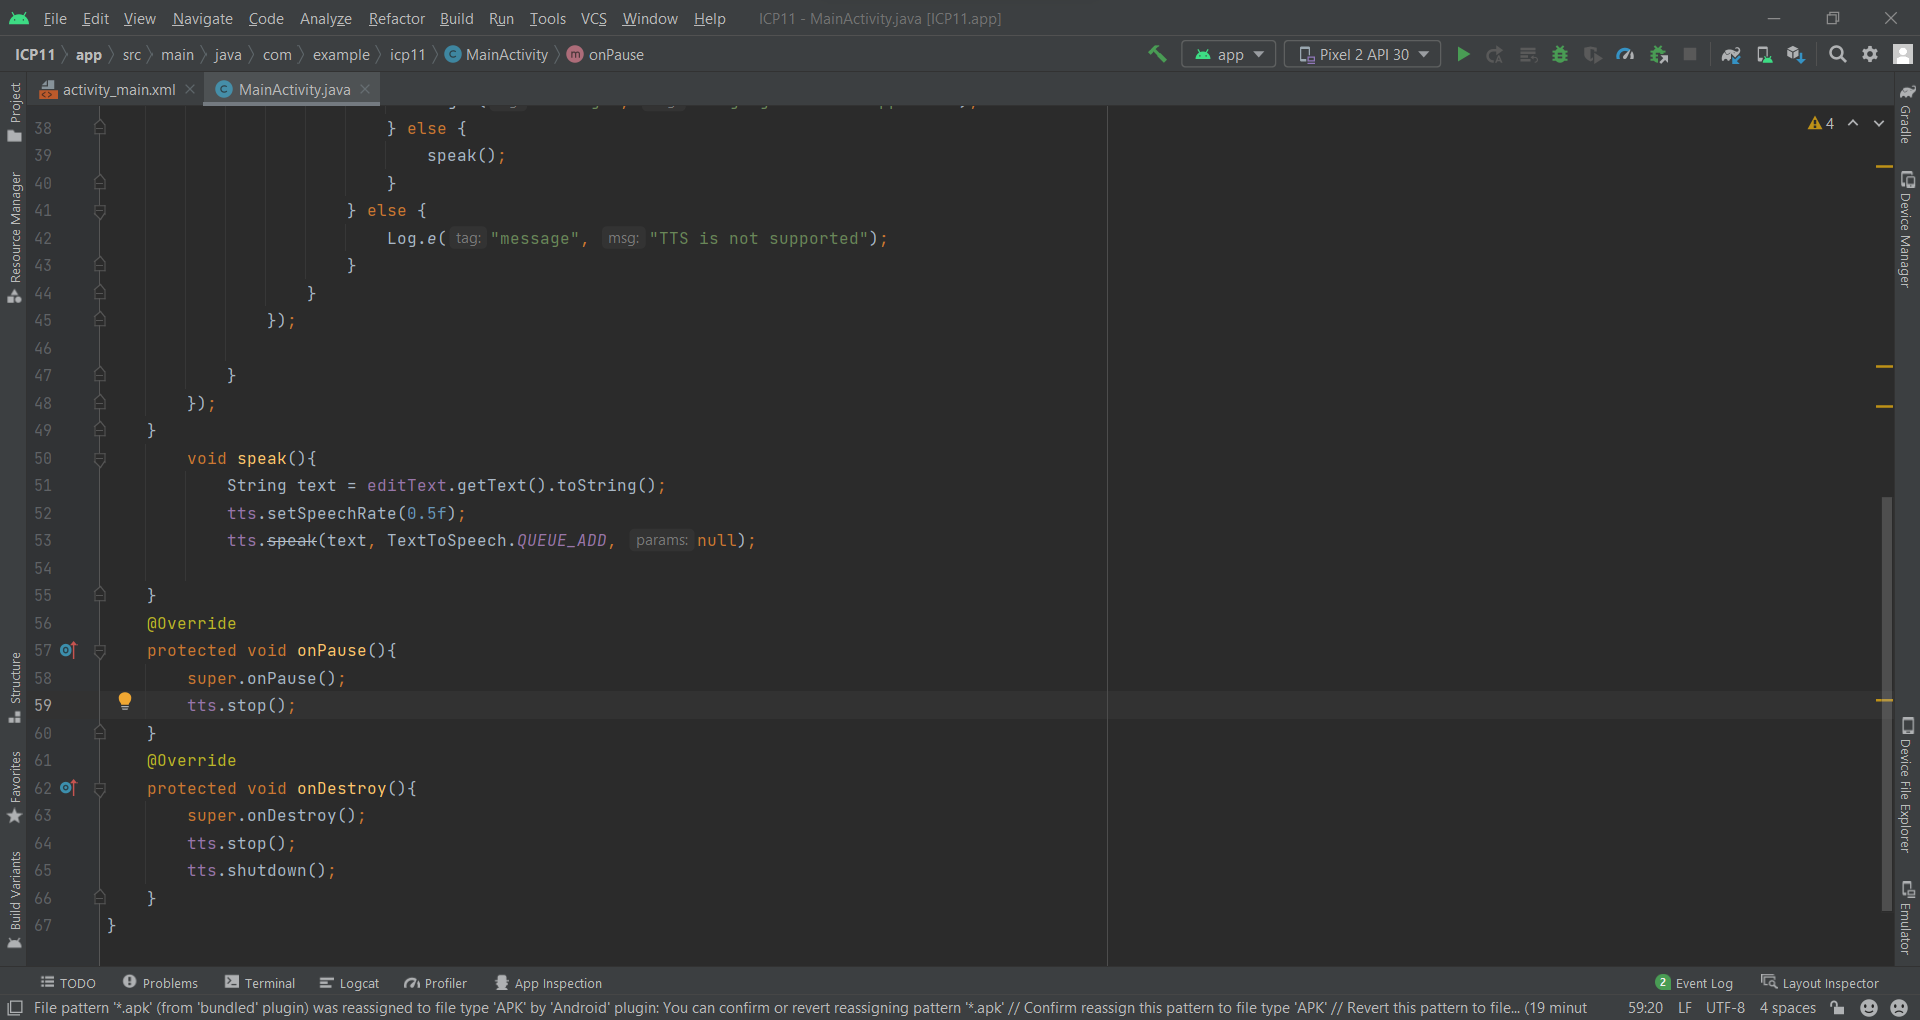 File Edit View Navigate Code Analyze Refactor Build Run Tools VCS Window Help ICP11 - MainActivity.java [ICP11.app]
ICP11 app src main java com example icp11 MainActivity onPause app Pixel 2 API 30
activity_main.xml MainActivity.java
4
38 } else {
39 speak();
40 }
41 } else {
42 Log.e( tag: "message", msg: "TTS is not supported");
43 }
44 }
45 });
46
47 }
48 });
49 }
50 void speak(){
51 String text = editText.getText().toString();
52 tts.setSpeechRate(0.5f);
53 tts.speak(text, TextToSpeech.QUEUE_ADD, params: null);
54
55 }
56 @Override
57 protected void onPause(){
58 super.onPause();
59 tts.stop();
60 }
61 @Override
62 protected void onDestroy(){
63 super.onDestroy();
64 tts.stop();
65 tts.shutdown();
66 }
67 }
Project
Resource Manager
Structure
Favorites
Build Variants
Gradle
Device Manager
Device File Explorer
Emulator
TODO Problems Terminal Logcat Profiler App Inspection 2 Event Log Layout Inspector
File pattern '*.apk' (from 'bundled' plugin) was reassigned to file type 'APK' by 'Android' plugin: You can confirm or revert reassigning pattern '*.apk' // Confirm reassign this pattern to file type 'APK' // Revert this pattern to file... (19 minut 59:20 LF UTF-8 4 spaces